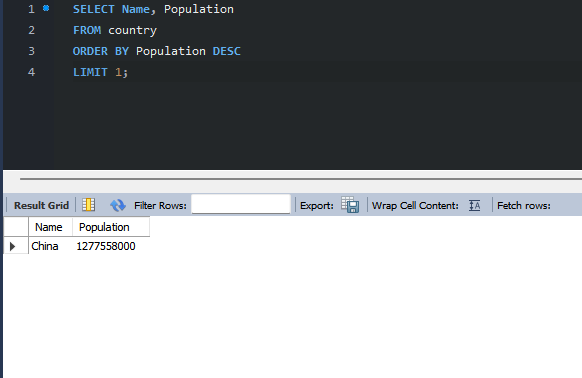 1 SELECT Name, Population
2 FROM country
3 ORDER BY Population DESC
4 LIMIT 1;
Result Grid Filter Rows: Export: Wrap Cell Content: Fetch rows:
Name Population
China 1277558000